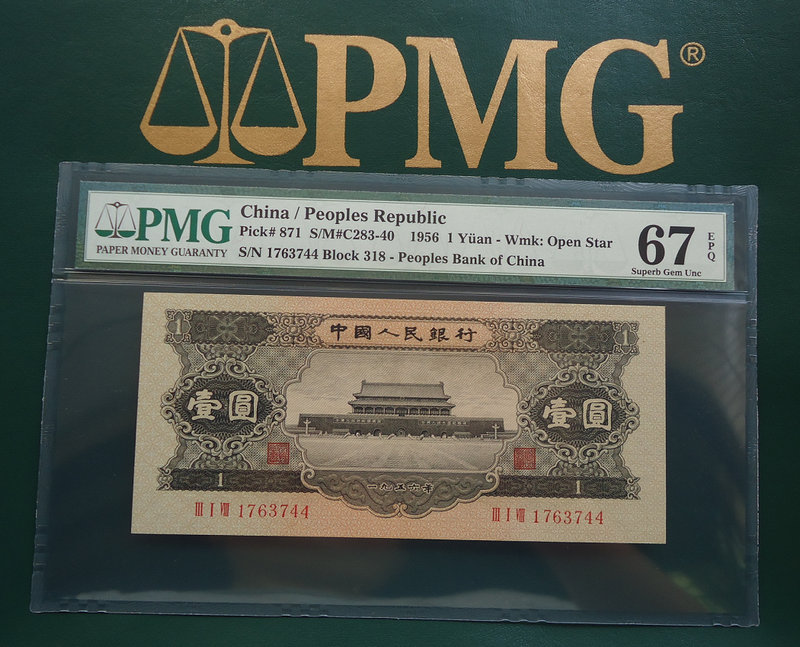 PMG®
PMG
PAPER MONEY GUARANTY
China / Peoples Republic
Pick# 871 S/M#C283-40 1956 1 Yüan - Wmk: Open Star
S/N 1763744 Block 318 - Peoples Bank of China
67 EPQ
Superb Gem Unc
1 中國人民銀行 1
壹圓 壹圓
1 一九五六年 1
III I VIII 1763744 III I VIII 1763744